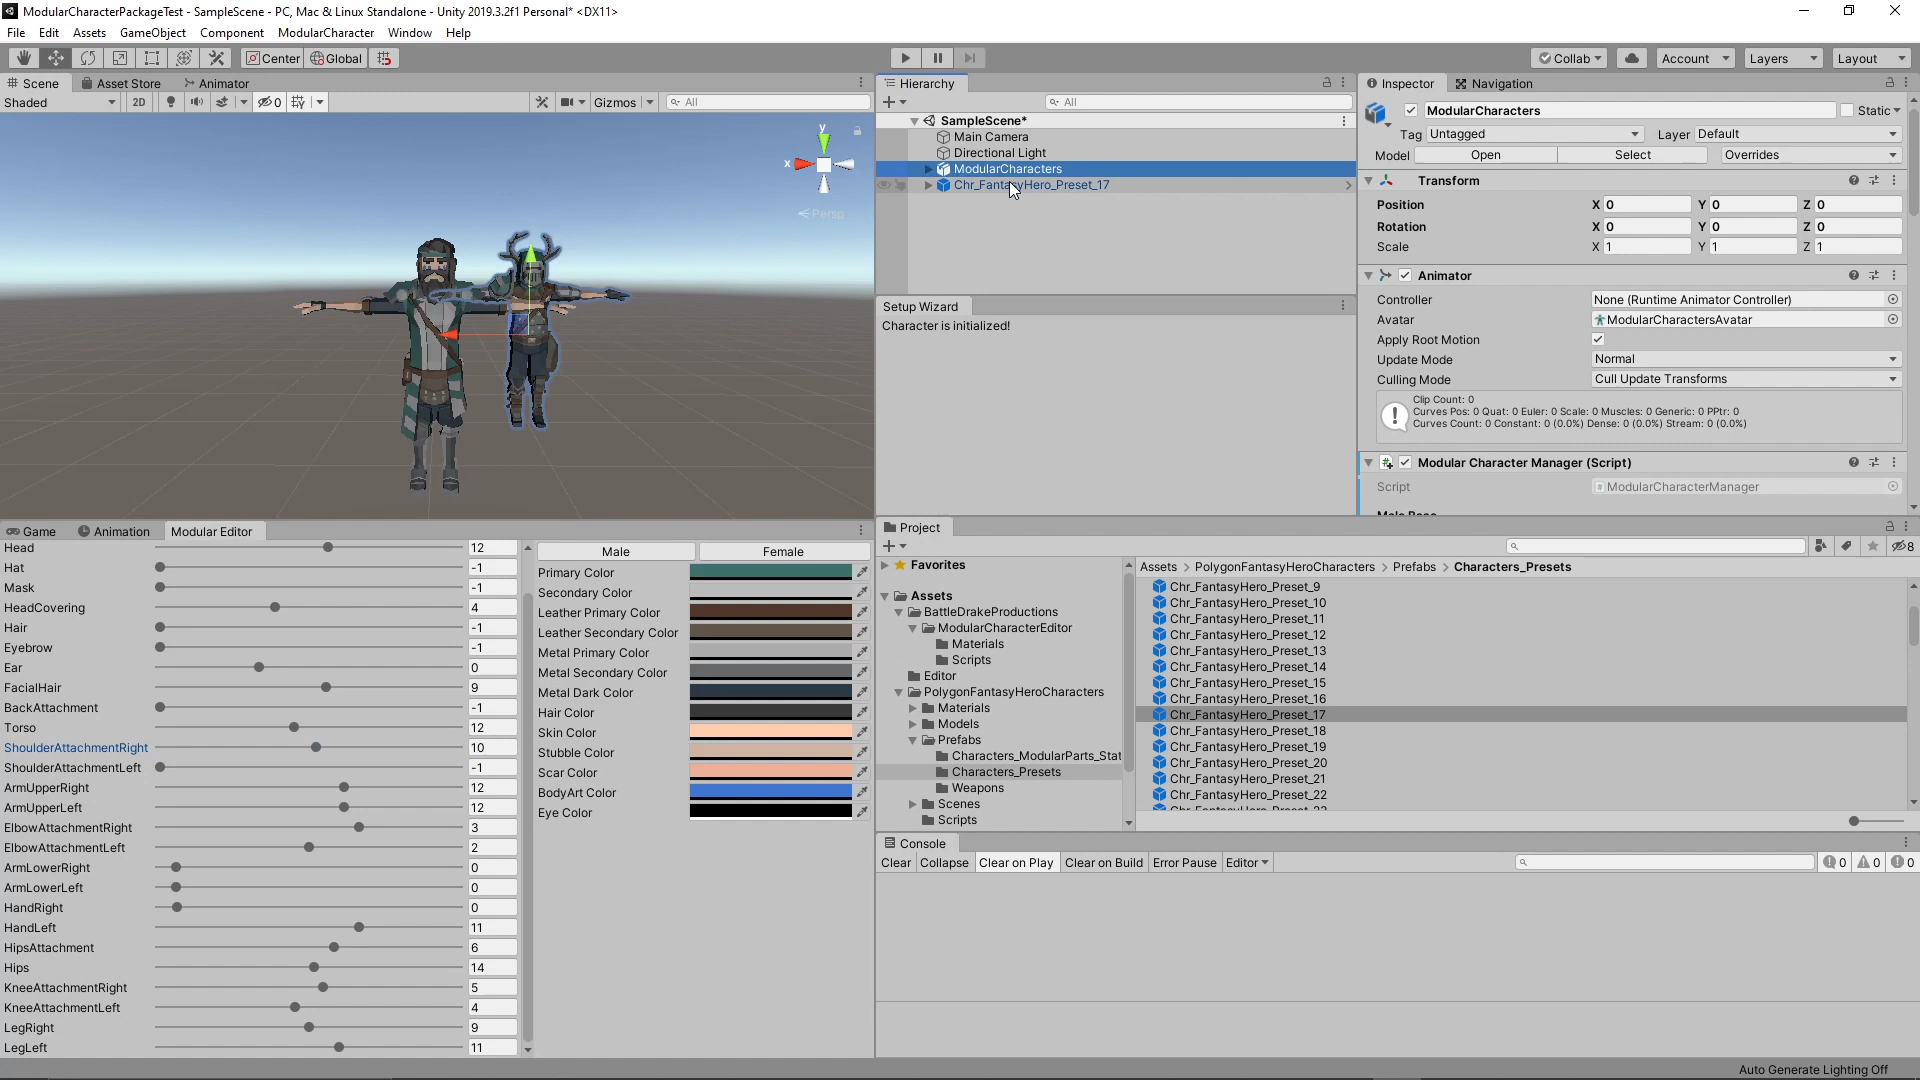 ModularCharacterPackageTest - SampleScene - PC, Mac & Linux Standalone - Unity 2019.3.2f1 Personal* <DX11>
File Edit Assets GameObject Component ModularCharacter Window Help
Center Global Collab Account Layers Layout
Scene Asset Store Animator
Shaded 2D 0 Gizmos All
y
x
Persp
Hierarchy
All
SampleScene*
Main Camera
Directional Light
ModularCharacters
Chr_FantasyHero_Preset_17
Setup Wizard
Character is initialized!
Inspector Navigation
ModularCharacters Static
Tag Untagged Layer Default
Model Open Select Overrides
Transform
Position X 0 Y 0 Z 0
Rotation X 0 Y 0 Z 0
Scale X 1 Y 1 Z 1
Animator
Controller None (Runtime Animator Controller)
Avatar ModularCharactersAvatar
Apply Root Motion
Update Mode Normal
Culling Mode Cull Update Transforms
Clip Count: 0
Curves Pos: 0 Quat: 0 Euler: 0 Scale: 0 Muscles: 0 Generic: 0 PPtr: 0
Curves Count: 0 Constant: 0 (0.0%) Dense: 0 (0.0%) Stream: 0 (0.0%)
Modular Character Manager (Script)
Script ModularCharacterManager
Game Animation Modular Editor
Head 12
Hat -1
Mask -1
HeadCovering 4
Hair -1
Eyebrow -1
Ear 0
FacialHair 9
BackAttachment -1
Torso 12
ShoulderAttachmentRight 10
ShoulderAttachmentLeft -1
ArmUpperRight 12
ArmUpperLeft 12
ElbowAttachmentRight 3
ElbowAttachmentLeft 2
ArmLowerRight 0
ArmLowerLeft 0
HandRight 0
HandLeft 11
HipsAttachment 6
Hips 14
KneeAttachmentRight 5
KneeAttachmentLeft 4
LegRight 9
LegLeft 11
Male Female
Primary Color
Secondary Color
Leather Primary Color
Leather Secondary Color
Metal Primary Color
Metal Secondary Color
Metal Dark Color
Hair Color
Skin Color
Stubble Color
Scar Color
BodyArt Color
Eye Color
Project
8
Favorites
Assets
BattleDrakeProductions
ModularCharacterEditor
Materials
Scripts
Editor
PolygonFantasyHeroCharacters
Materials
Models
Prefabs
Characters_ModularParts_Stat
Characters_Presets
Weapons
Scenes
Scripts
Assets > PolygonFantasyHeroCharacters > Prefabs > Characters_Presets
Chr_FantasyHero_Preset_9
Chr_FantasyHero_Preset_10
Chr_FantasyHero_Preset_11
Chr_FantasyHero_Preset_12
Chr_FantasyHero_Preset_13
Chr_FantasyHero_Preset_14
Chr_FantasyHero_Preset_15
Chr_FantasyHero_Preset_16
Chr_FantasyHero_Preset_17
Chr_FantasyHero_Preset_18
Chr_FantasyHero_Preset_19
Chr_FantasyHero_Preset_20
Chr_FantasyHero_Preset_21
Chr_FantasyHero_Preset_22
Console
Clear Collapse Clear on Play Clear on Build Error Pause Editor 0 0 0
Auto Generate Lighting Off